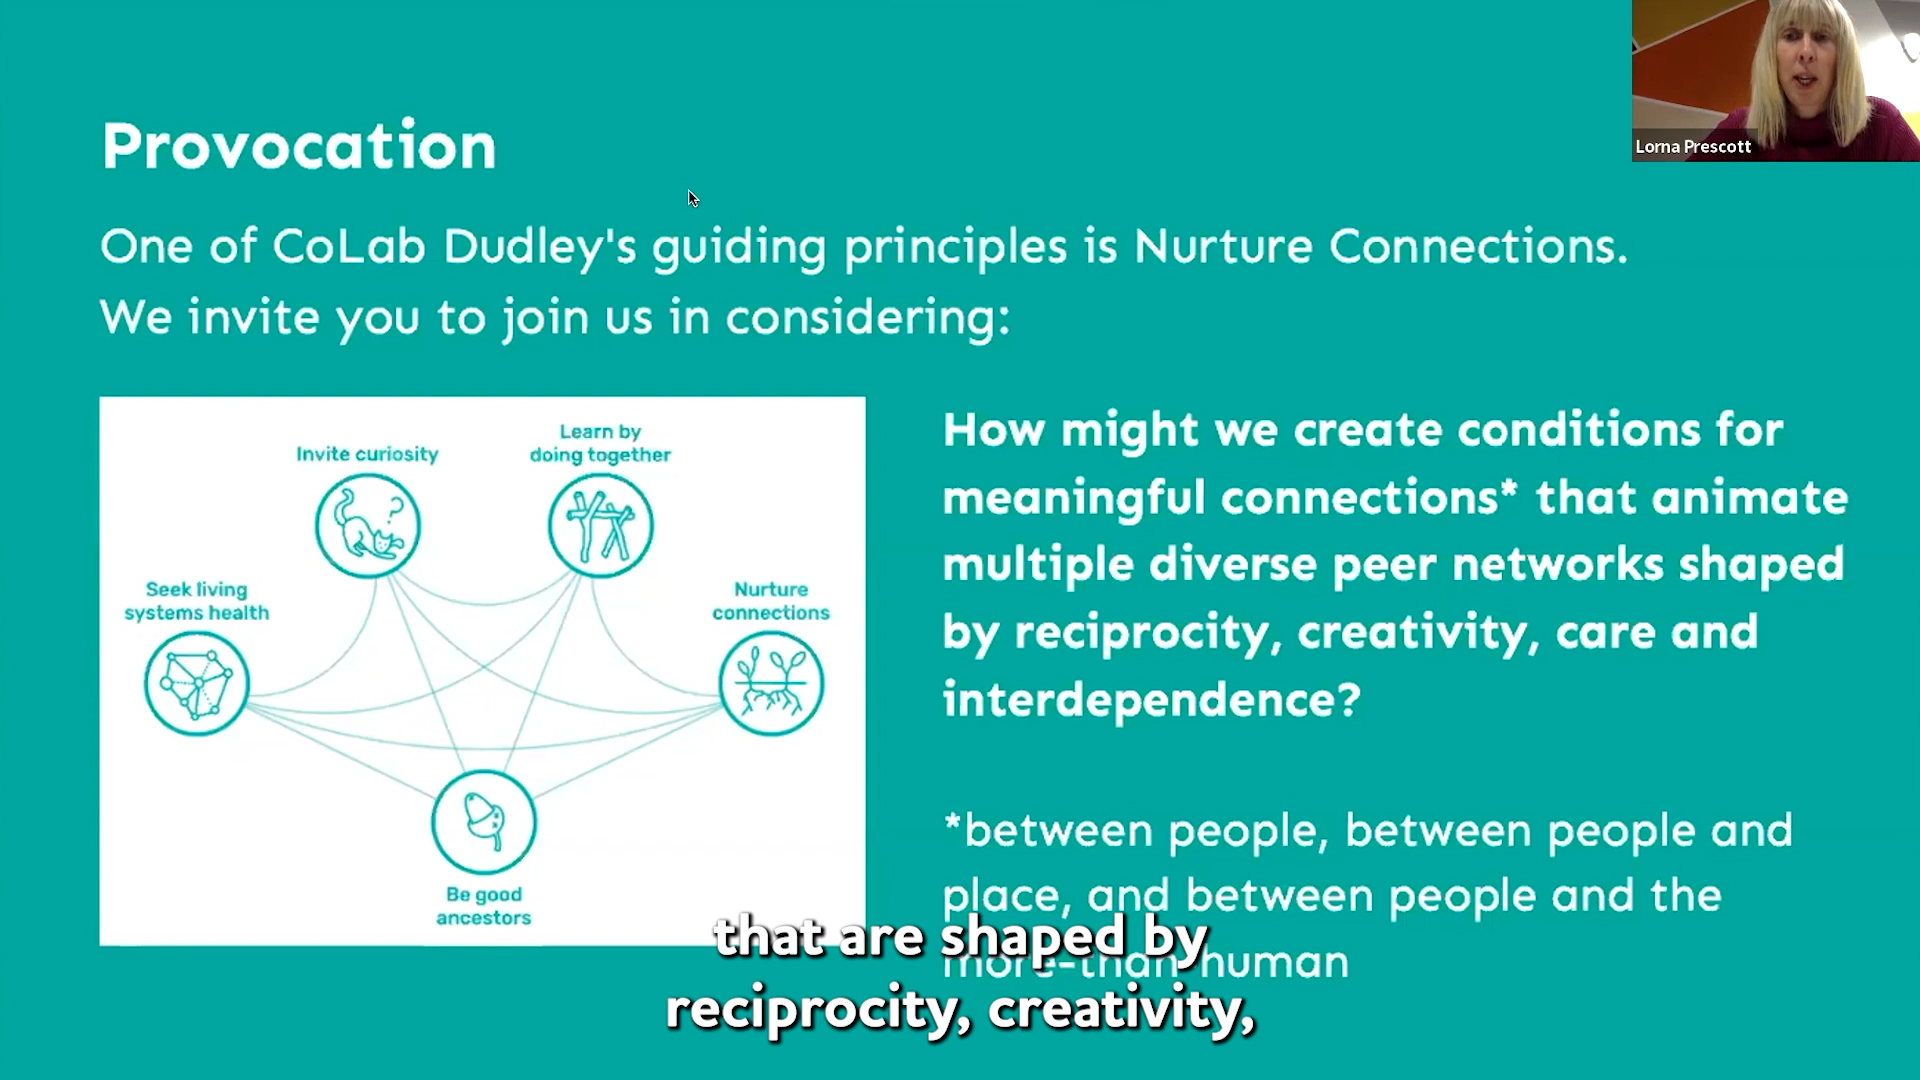 Provocation
Lorna Prescott
One of CoLab Dudley's guiding principles is Nurture Connections.
We invite you to join us in considering:
Invite curiosity
Learn by
doing together
Seek living
systems health
Nurture
connections
?
Be good
ancestors
How might we create conditions for
meaningful connections* that animate
multiple diverse peer networks shaped
by reciprocity, creativity, care and
interdependence?
*between people, between people and
place, and between people and the
more-than human
that are shaped by
reciprocity, creativity,